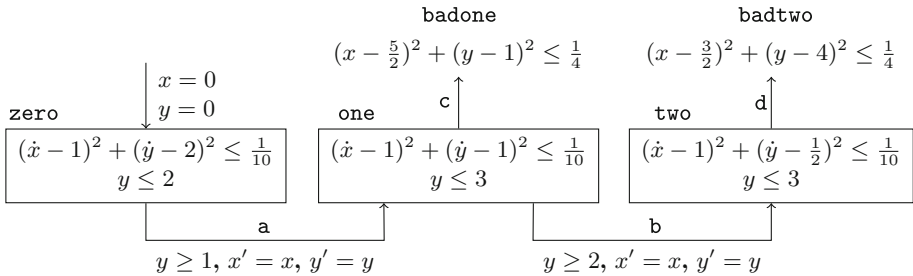 badone badtwo
(x − 5/2)² + (y − 1)² ≤ 1/4 (x − 3/2)² + (y − 4)² ≤ 1/4
x = 0
y = 0
c d
zero one two
(ẋ − 1)² + (ẏ − 2)² ≤ 1/10 (ẋ − 1)² + (ẏ − 1)² ≤ 1/10 (ẋ − 1)² + (ẏ − 1/2)² ≤ 1/10
y ≤ 2 y ≤ 3 y ≤ 3
a b
y ≥ 1, x′ = x, y′ = y y ≥ 2, x′ = x, y′ = y